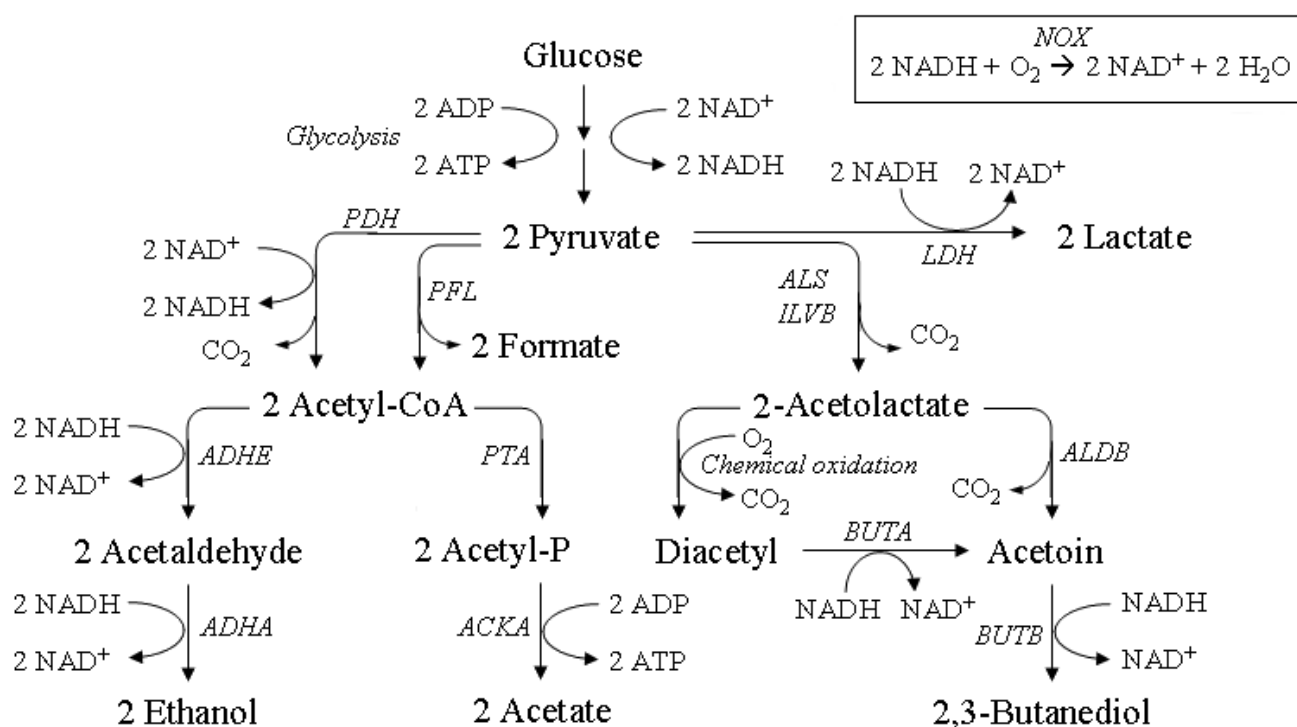 NOX
2 NADH + O₂ → 2 NAD⁺ + 2 H₂O
Glucose
2 ADP
2 NAD⁺
Glycolysis
2 ATP
2 NADH
2 NADH
2 NAD⁺
PDH
2 Pyruvate
2 Lactate
LDH
2 NAD⁺
2 NADH
CO₂
PFL
2 Formate
ALS
ILVB
CO₂
2 Acetyl-CoA
2-Acetolactate
2 NADH
2 NAD⁺
ADHE
PTA
O₂
Chemical oxidation
CO₂
ALDB
CO₂
2 Acetaldehyde
2 Acetyl-P
Diacetyl
BUTA
Acetoin
NADH
NAD⁺
2 NADH
2 NAD⁺
ADHA
ACKA
2 ADP
2 ATP
BUTB
NADH
NAD⁺
2 Ethanol
2 Acetate
2,3-Butanediol